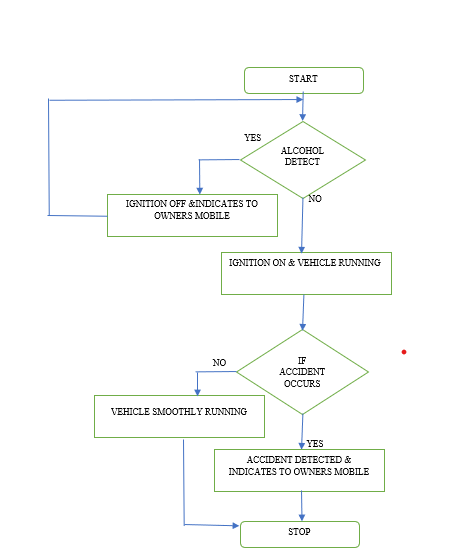 START
YES
ALCOHOL
DETECT
NO
IGNITION OFF &INDICATES TO
OWNERS MOBILE
IGNITION ON & VEHICLE RUNNING
IF
ACCIDENT
OCCURS
NO
VEHICLE SMOOTHLY RUNNING
YES
ACCIDENT DETECTED &
INDICATES TO OWNERS MOBILE
STOP